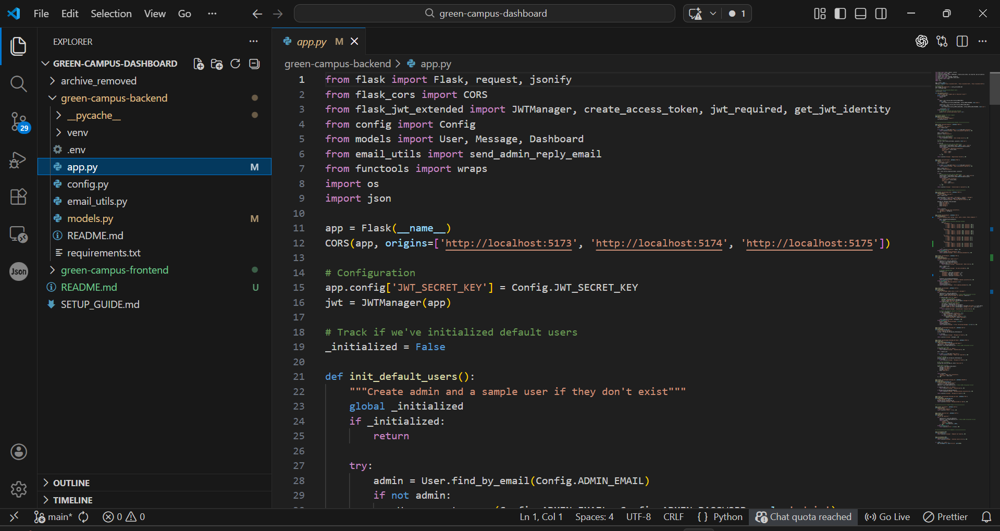 File Edit Selection View Go ··· green-campus-dashboard 1
EXPLORER
GREEN-CAMPUS-DASHBOARD
archive_removed
green-campus-backend
__pycache__
venv
.env
app.py M
config.py
email_utils.py
models.py M
README.md
requirements.txt
green-campus-frontend
README.md U
SETUP_GUIDE.md
OUTLINE
TIMELINE
29
Json
app.py M
green-campus-backend > app.py
1 from flask import Flask, request, jsonify
2 from flask_cors import CORS
3 from flask_jwt_extended import JWTManager, create_access_token, jwt_required, get_jwt_identity
4 from config import Config
5 from models import User, Message, Dashboard
6 from email_utils import send_admin_reply_email
7 from functools import wraps
8 import os
9 import json
10
11 app = Flask(__name__)
12 CORS(app, origins=['http://localhost:5173', 'http://localhost:5174', 'http://localhost:5175'])
13
14 # Configuration
15 app.config['JWT_SECRET_KEY'] = Config.JWT_SECRET_KEY
16 jwt = JWTManager(app)
17
18 # Track if we've initialized default users
19 _initialized = False
20
21 def init_default_users():
22 """Create admin and a sample user if they don't exist"""
23 global _initialized
24 if _initialized:
25 return
26
27 try:
28 admin = User.find_by_email(Config.ADMIN_EMAIL)
29 if not admin:
main* 0 0 Ln 1, Col 1 Spaces: 4 UTF-8 CRLF { } Python Chat quota reached Go Live Prettier